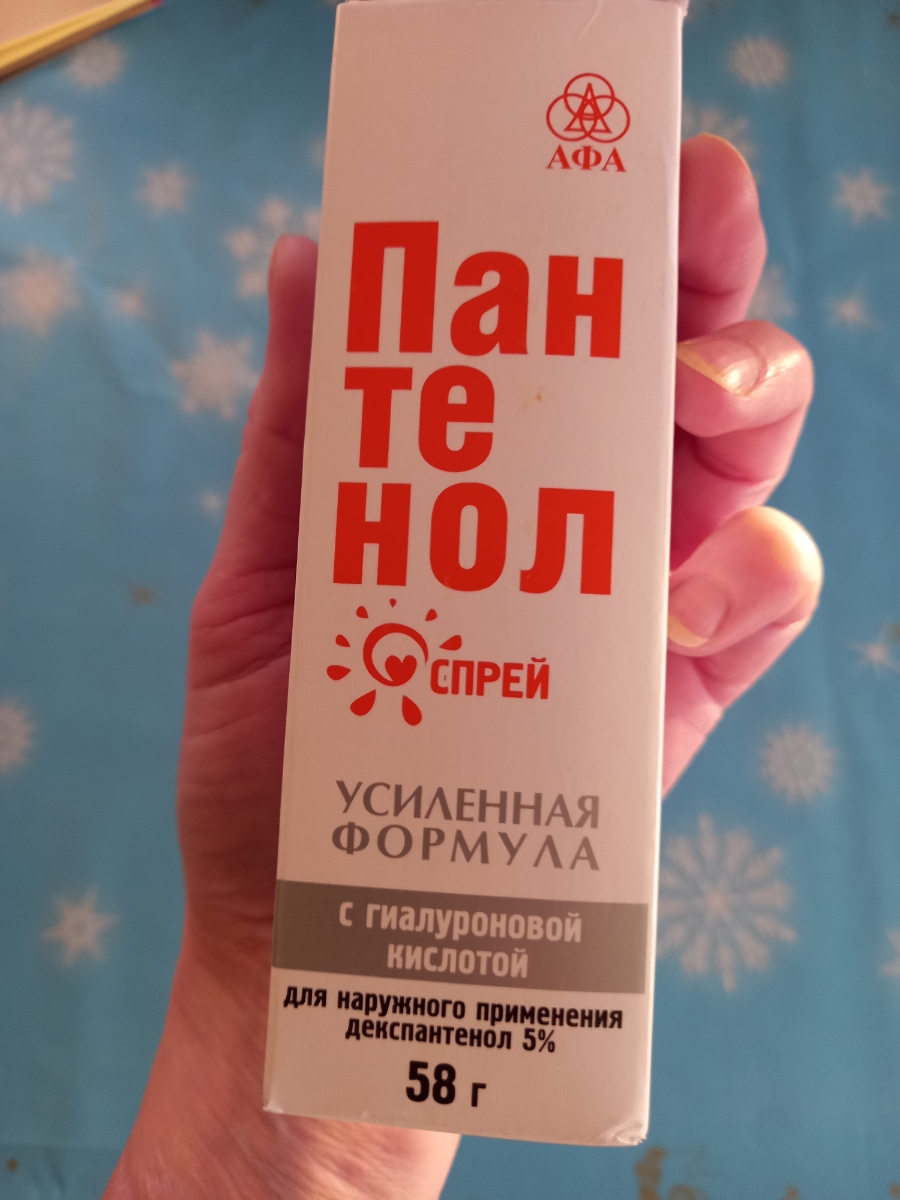 АФА
Пан
те
нол
СПРЕЙ
УСИЛЕННАЯ
ФОРМУЛА
С ГИАЛУРОНОВОЙ
КИСЛОТОЙ
для наружного применения
декспантенол 5%
58 г